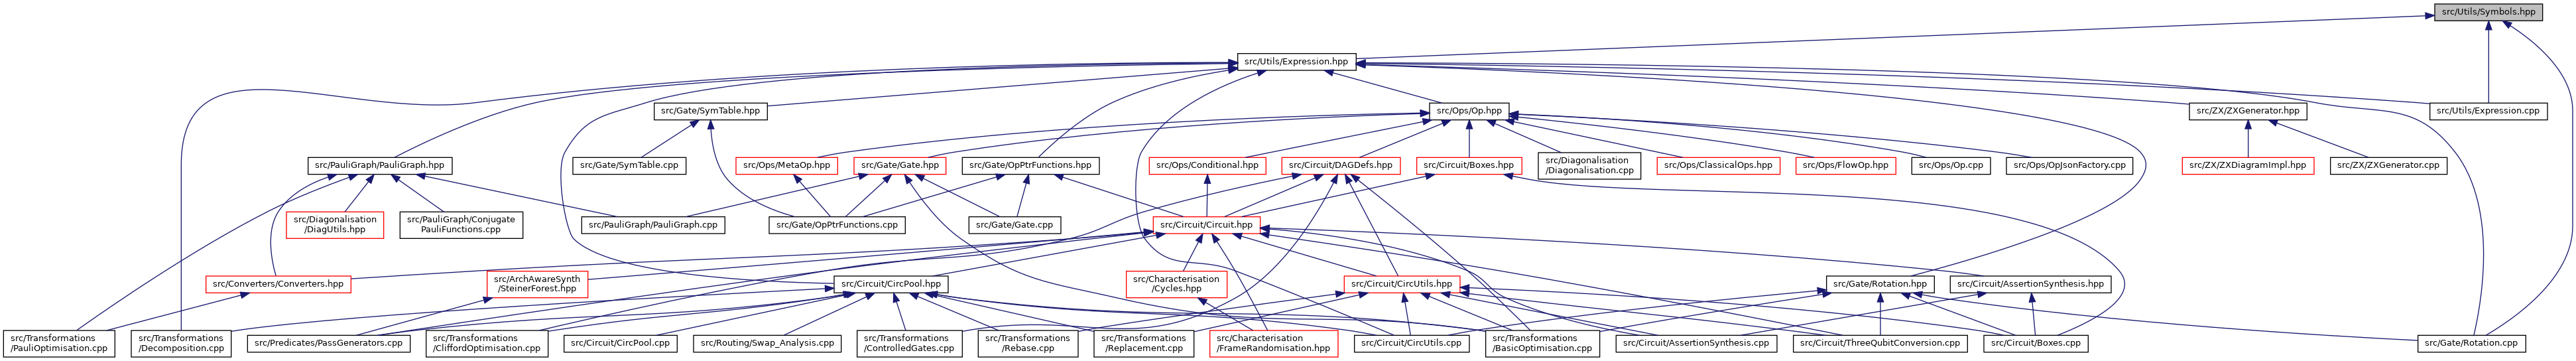 src/Utils/Symbols.hpp
src/Utils/Expression.hpp
src/Gate/SymTable.hpp
src/Ops/Op.hpp
src/ZX/ZXGenerator.hpp
src/Utils/Expression.cpp
src/PauliGraph/PauliGraph.hpp
src/Gate/SymTable.cpp
src/Ops/MetaOp.hpp
src/Gate/Gate.hpp
src/Gate/OpPtrFunctions.hpp
src/Ops/Conditional.hpp
src/Circuit/DAGDefs.hpp
src/Circuit/Boxes.hpp
src/Diagonalisation
/Diagonalisation.cpp
src/Ops/ClassicalOps.hpp
src/Ops/FlowOp.hpp
src/Ops/Op.cpp
src/Ops/OpJsonFactory.cpp
src/ZX/ZXDiagramImpl.hpp
src/ZX/ZXGenerator.cpp
src/Diagonalisation
/DiagUtils.hpp
src/PauliGraph/Conjugate
PauliFunctions.cpp
src/PauliGraph/PauliGraph.cpp
src/Gate/OpPtrFunctions.cpp
src/Gate/Gate.cpp
src/Circuit/Circuit.hpp
src/Converters/Converters.hpp
src/ArchAwareSynth
/SteinerForest.hpp
src/Circuit/CircPool.hpp
src/Characterisation
/Cycles.hpp
src/Circuit/CircUtils.hpp
src/Gate/Rotation.hpp
src/Circuit/AssertionSynthesis.hpp
src/Transformations
/PauliOptimisation.cpp
src/Transformations
/Decomposition.cpp
src/Predicates/PassGenerators.cpp
src/Transformations
/CliffordOptimisation.cpp
src/Circuit/CircPool.cpp
src/Routing/Swap_Analysis.cpp
src/Transformations
/ControlledGates.cpp
src/Transformations
/Rebase.cpp
src/Transformations
/Replacement.cpp
src/Characterisation
/FrameRandomisation.hpp
src/Circuit/CircUtils.cpp
src/Transformations
/BasicOptimisation.cpp
src/Circuit/AssertionSynthesis.cpp
src/Circuit/ThreeQubitConversion.cpp
src/Circuit/Boxes.cpp
src/Gate/Rotation.cpp